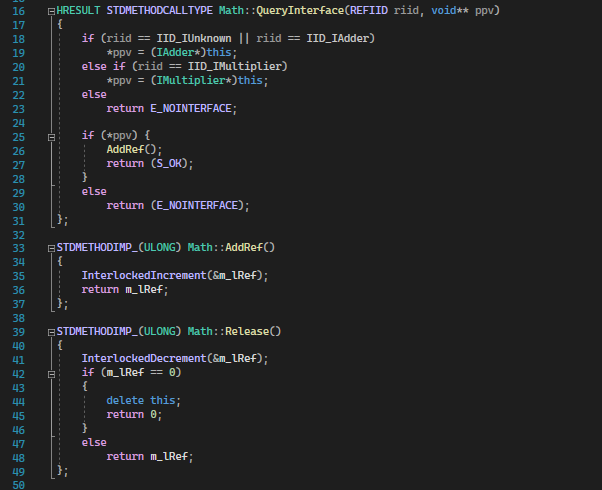 16 HRESULT STDMETHODCALLTYPE Math::QueryInterface(REFIID riid, void** ppv)
17 {
18     if (riid == IID_IUnknown || riid == IID_IAdder)
19         *ppv = (IAdder*)this;
20     else if (riid == IID_IMultiplier)
21         *ppv = (IMultiplier*)this;
22     else
23         return E_NOINTERFACE;
24
25     if (*ppv) {
26         AddRef();
27         return (S_OK);
28     }
29     else
30         return (E_NOINTERFACE);
31 };
32
33 STDMETHODIMP_(ULONG) Math::AddRef()
34 {
35     InterlockedIncrement(&m_lRef);
36     return m_lRef;
37 };
38
39 STDMETHODIMP_(ULONG) Math::Release()
40 {
41     InterlockedDecrement(&m_lRef);
42     if (m_lRef == 0)
43     {
44         delete this;
45         return 0;
46     }
47     else
48         return m_lRef;
49 };
50